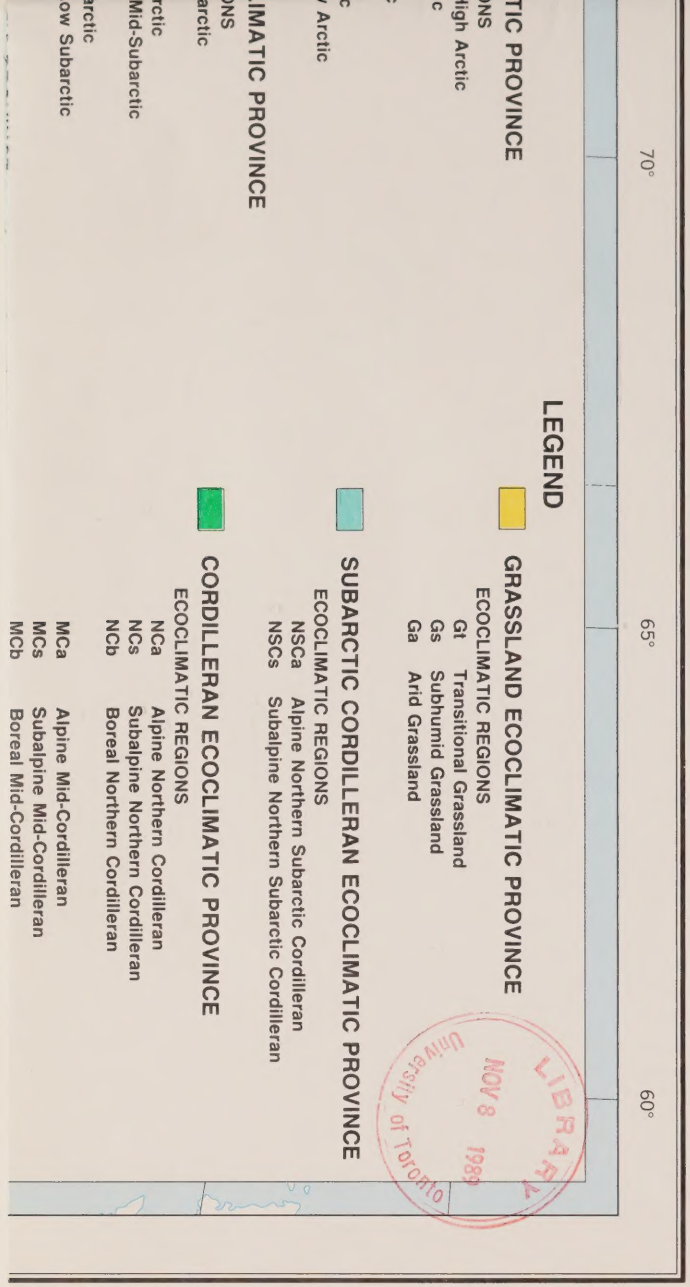 70°
65°
60°
LEGEND
TIC PROVINCE
NS
High Arctic
c
c
c
Arctic
IMATIC PROVINCE
ONS
arctic
rctic
Mid-Subarctic
arctic
ow Subarctic
GRASSLAND ECOCLIMATIC PROVINCE
ECOCLIMATIC REGIONS
Gt Transitional Grassland
Gs Subhumid Grassland
Ga Arid Grassland
SUBARCTIC CORDILLERAN ECOCLIMATIC PROVINCE
ECOCLIMATIC REGIONS
NSCa Alpine Northern Subarctic Cordilleran
NSCs Subalpine Northern Subarctic Cordilleran
CORDILLERAN ECOCLIMATIC PROVINCE
ECOCLIMATIC REGIONS
NCa Alpine Northern Cordilleran
NCs Subalpine Northern Cordilleran
NCb Boreal Northern Cordilleran
MCa Alpine Mid-Cordilleran
MCs Subalpine Mid-Cordilleran
MCb Boreal Mid-Cordilleran
LIBRARY
NOV 8 1989
University of Toronto